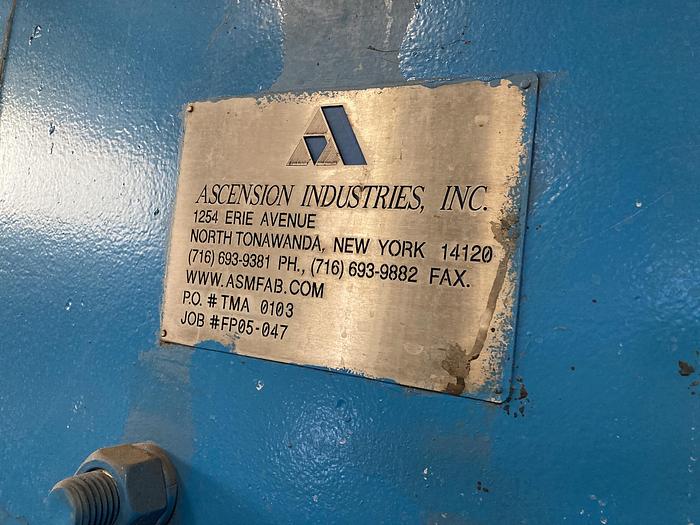 ASCENSION INDUSTRIES, INC.
1254 ERIE AVENUE
NORTH TONAWANDA, NEW YORK 14120
(716) 693-9381 PH., (716) 693-9882 FAX.
WWW.ASMFAB.COM
P.O. # TMA 0103
JOB #FP05-047